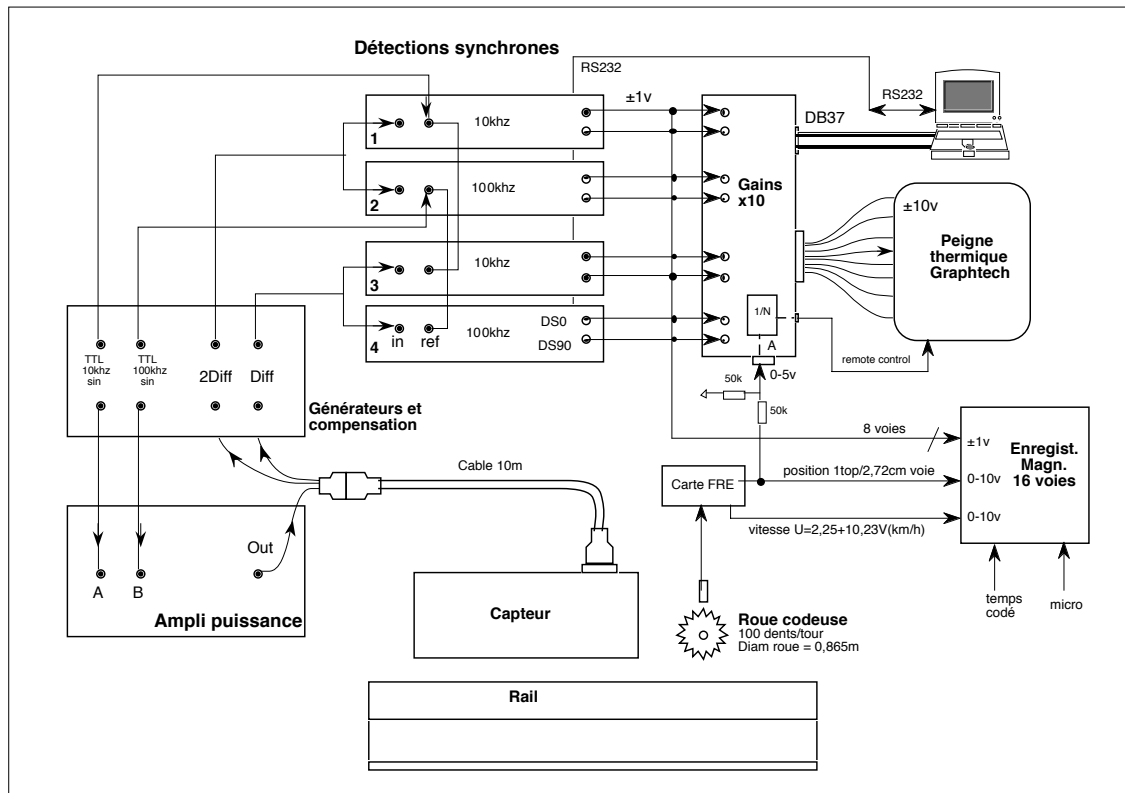 Détections synchrones
RS232
±1v
RS232
DB37
1
10khz
2
100khz
3
10khz
4
in
ref
100khz
DS0
DS90
Gains
x10
1/N
A
0-5v
±10v
Peigne
thermique
Graphtech
remote control
50k
50k
TTL
10khz
sin
TTL
100khz
sin
2Diff
Diff
Générateurs et
compensation
Cable 10m
8 voies
±1v
Enregist.
Magn.
16 voies
position 1top/2,72cm voie
0-10v
Carte FRE
0-10v
vitesse U=2,25+10,23V(km/h)
Out
A
B
Ampli puissance
Capteur
temps
codé
micro
Roue codeuse
100 dents/tour
Diam roue = 0,865m
Rail